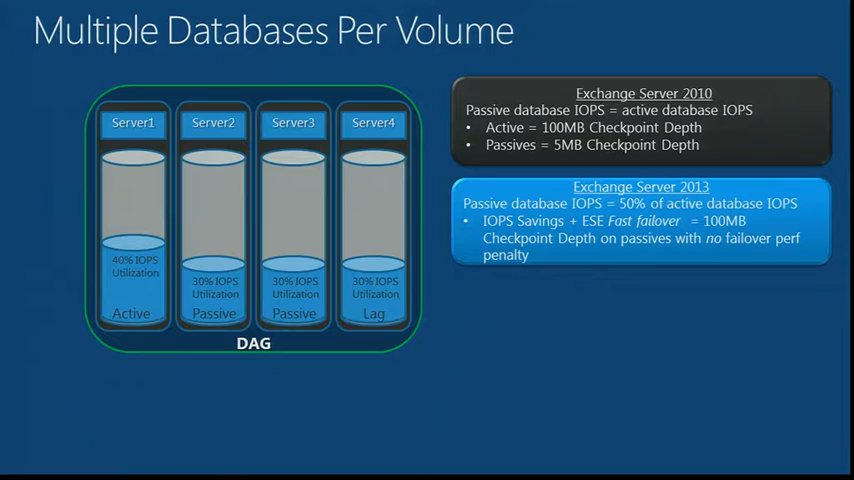 Multiple Databases Per Volume
Server1
Server2
Server3
Server4
40% IOPS
Utilization
Active
30% IOPS
Utilization
Passive
30% IOPS
Utilization
Passive
30% IOPS
Utilization
Lag
DAG
Exchange Server 2010
Passive database IOPS = active database IOPS
• Active = 100MB Checkpoint Depth
• Passives = 5MB Checkpoint Depth
Exchange Server 2013
Passive database IOPS = 50% of active database IOPS
• IOPS Savings + ESE Fast failover = 100MB
Checkpoint Depth on passives with no failover perf
penalty